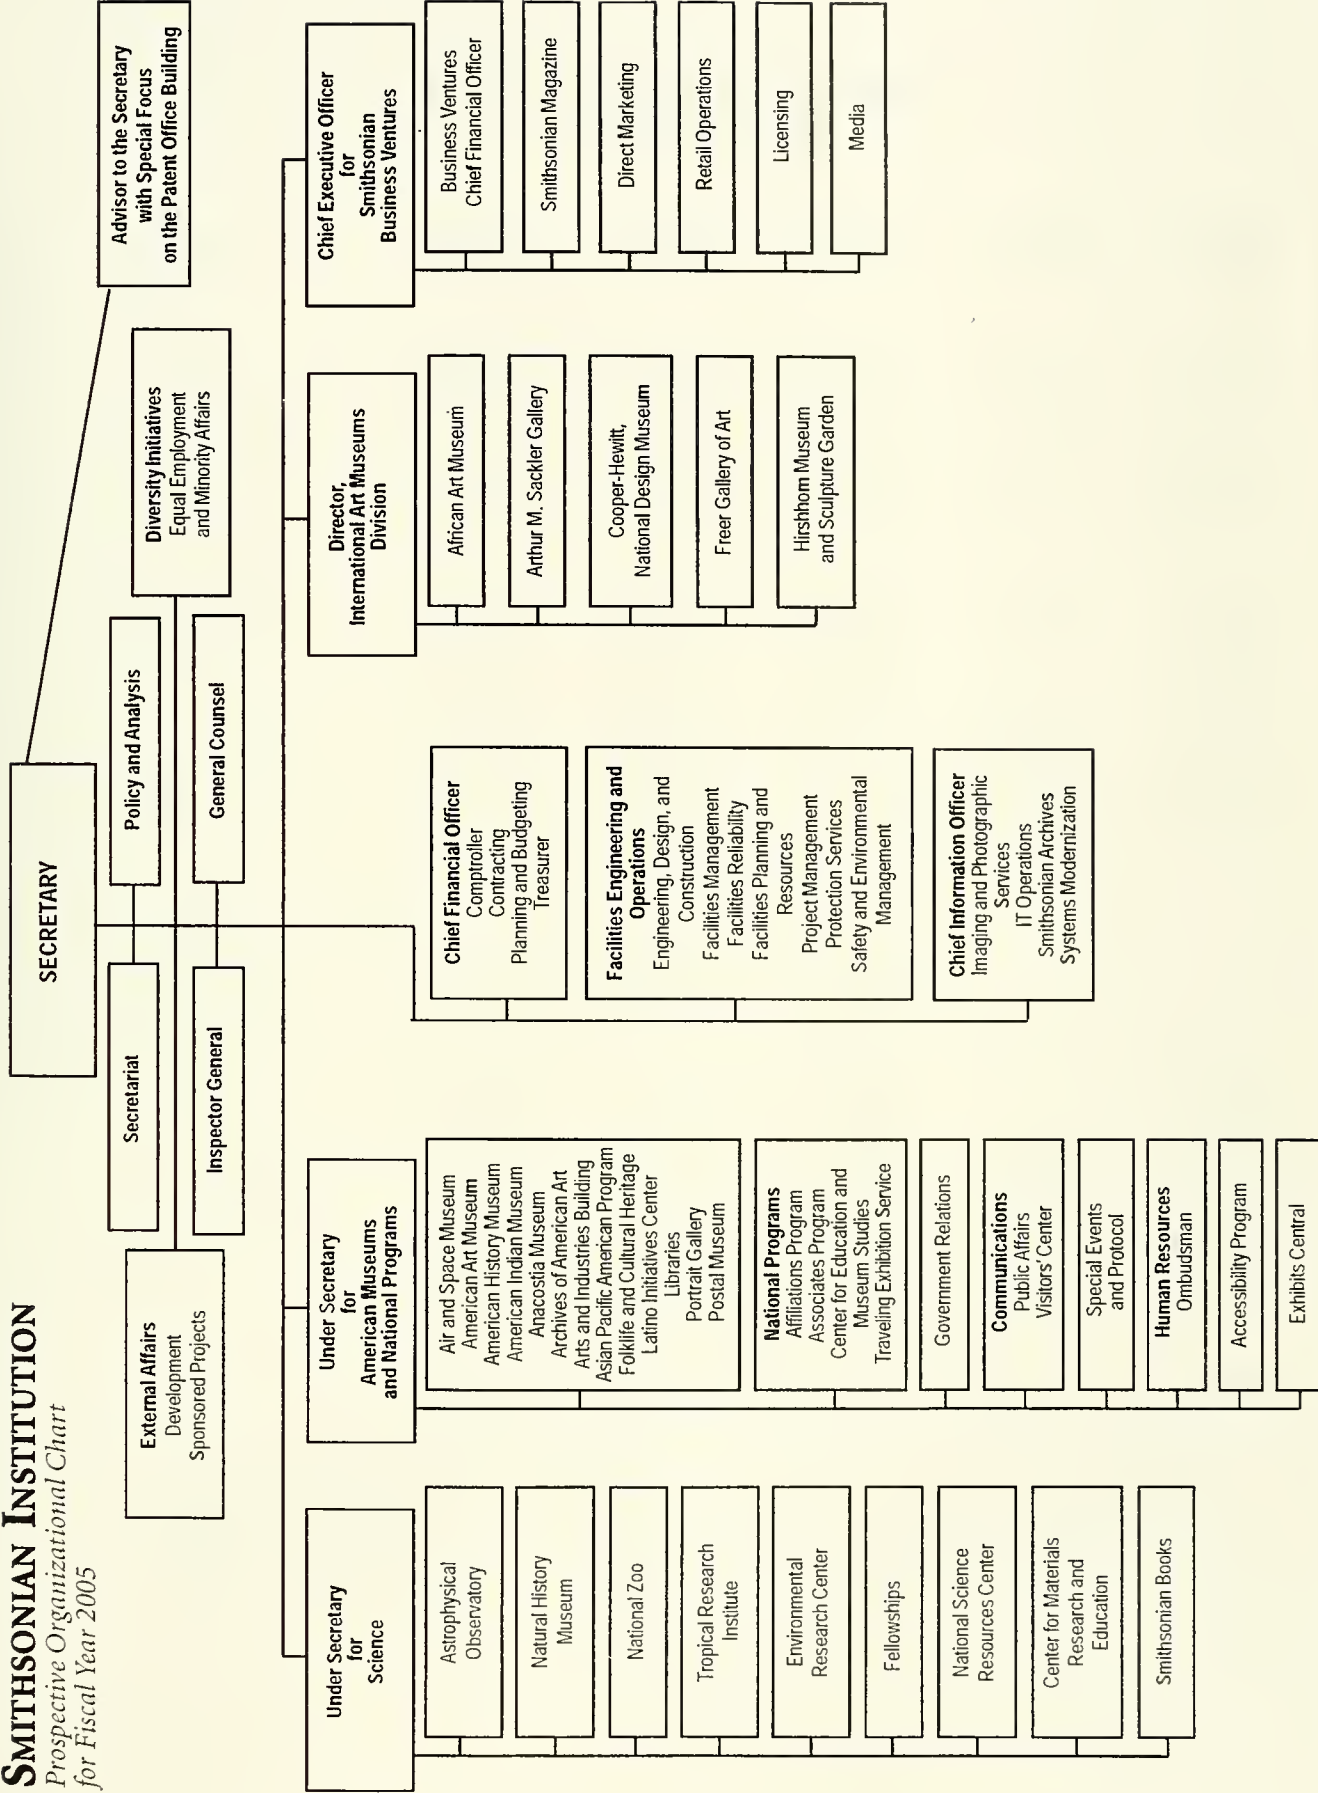 SMITHSONIAN INSTITUTION
Prospective Organizational Chart
for Fiscal Year 2005
SECRETARY
Advisor to the Secretary
with Special Focus
on the Patent Office Building
Secretariat
Policy and Analysis
External Affairs
Development
Sponsored Projects
Diversity Initiatives
Equal Employment
and Minority Affairs
Inspector General
General Counsel
Under Secretary
for
Science
Astrophysical
Observatory
Natural History
Museum
National Zoo
Tropical Research
Institute
Environmental
Research Center
Fellowships
National Science
Resources Center
Center for Materials
Research and
Education
Smithsonian Books
Under Secretary
for
American Museums
and National Programs
Air and Space Museum
American Art Museum
American History Museum
American Indian Museum
Anacostia Museum
Archives of American Art
Arts and Industries Building
Asian Pacific American Program
Folklife and Cultural Heritage
Latino Initiatives Center
Libraries
Portrait Gallery
Postal Museum
National Programs
Affiliations Program
Associates Program
Center for Education and
Museum Studies
Traveling Exhibition Service
Government Relations
Communications
Public Affairs
Visitors' Center
Special Events
and Protocol
Human Resources
Ombudsman
Accessibility Program
Exhibits Central
Chief Financial Officer
Comptroller
Contracting
Planning and Budgeting
Treasurer
Facilities Engineering and
Operations
Engineering, Design, and
Construction
Facilities Management
Facilities Reliability
Facilities Planning and
Resources
Project Management
Protection Services
Safety and Environmental
Management
Chief Information Officer
Imaging and Photographic
Services
IT Operations
Smithsonian Archives
Systems Modernization
Director,
International Art Museums
Division
African Art Museum
Arthur M. Sackler Gallery
Cooper-Hewitt,
National Design Museum
Freer Gallery of Art
Hirshhorn Museum
and Sculpture Garden
Chief Executive Officer
for
Smithsonian
Business Ventures
Business Ventures
Chief Financial Officer
Smithsonian Magazine
Direct Marketing
Retail Operations
Licensing
Media